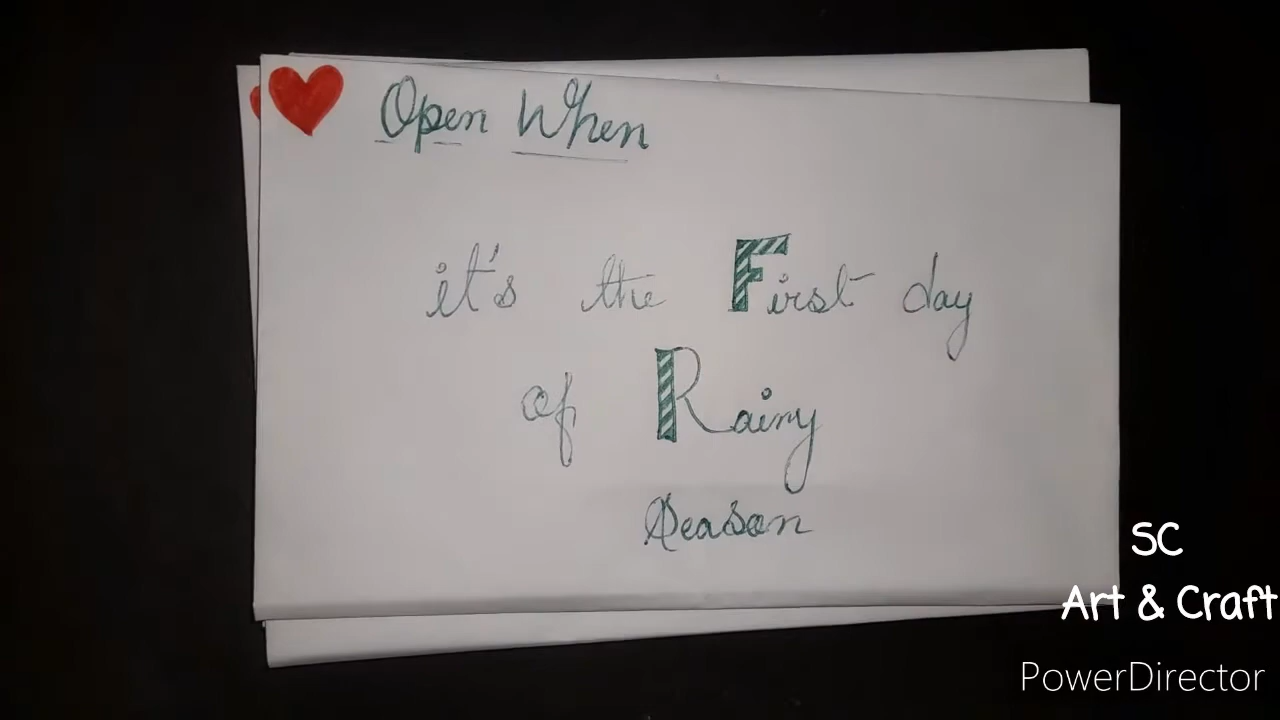 Open When
it's the First day
of Rainy
Season
SC
Art & Craft
PowerDirector